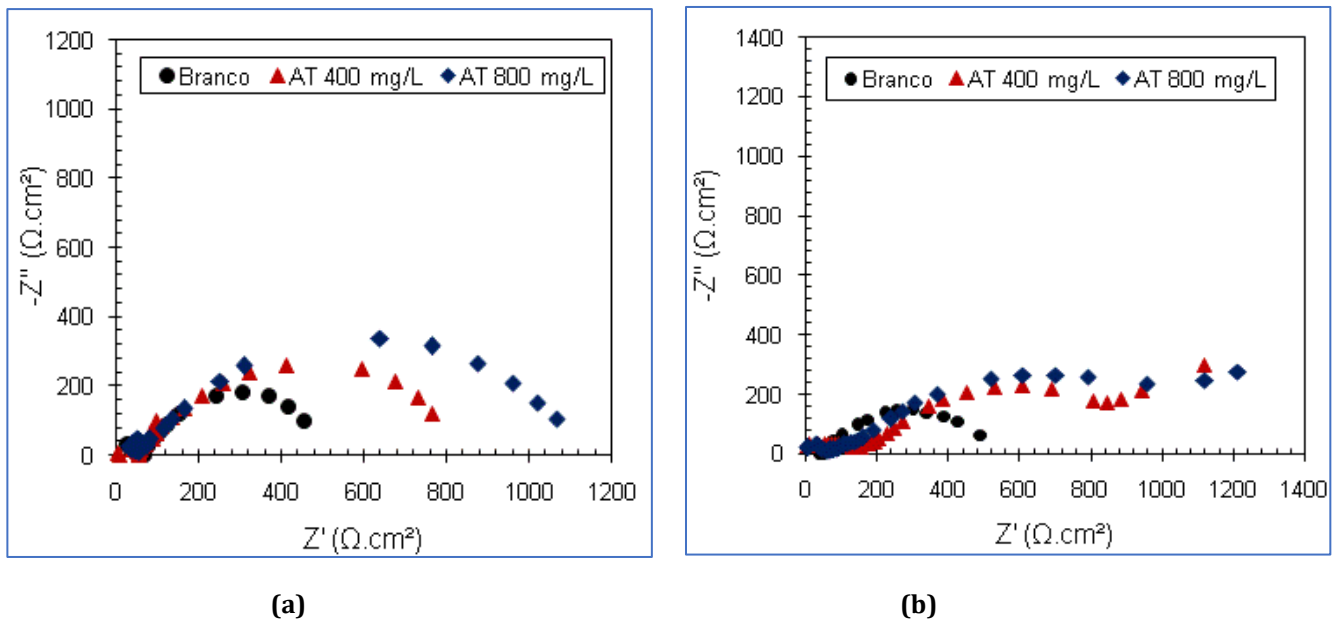 1200
1000
800
600
400
200
0
-Z" (Ω.cm²)
Branco AT 400 mg/L AT 800 mg/L
0 200 400 600 800 1000 1200
Z' (Ω.cm²)
(a)
1400
1200
1000
800
600
400
200
0
-Z" (Ω.cm²)
Branco AT 400 mg/L AT 800 mg/L
0 200 400 600 800 1000 1200 1400
Z' (Ω.cm²)
(b)